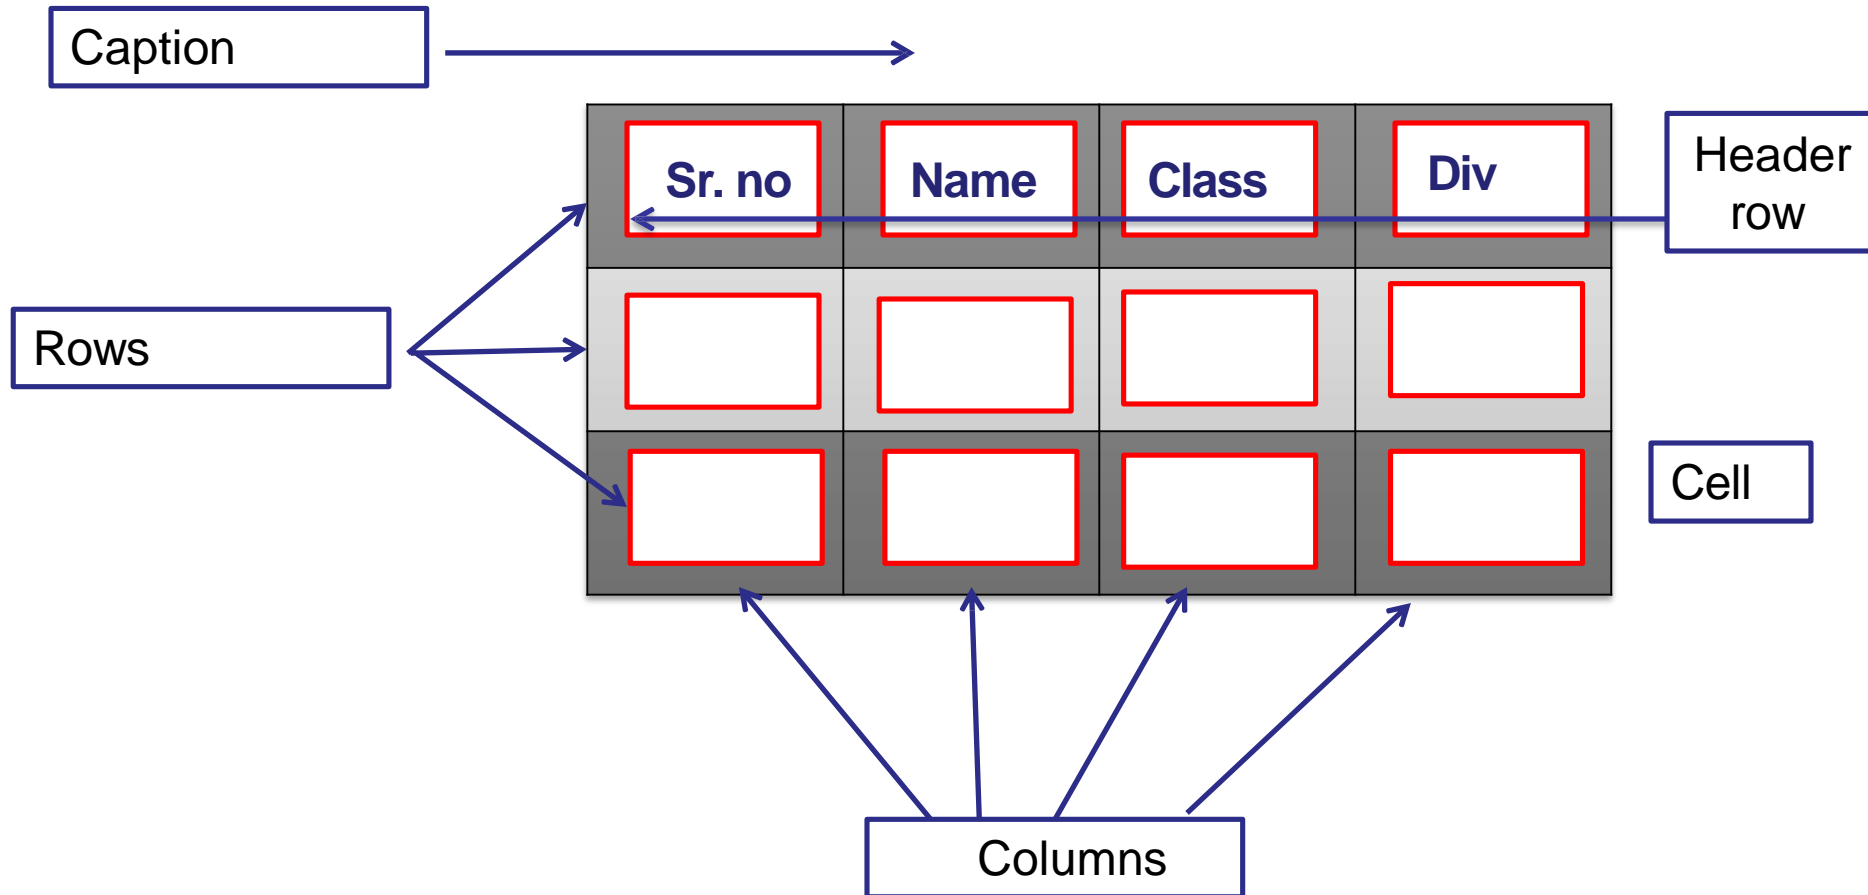 Caption
Sr. no
Name
Class
Div
Header
row
Rows
Cell
Columns